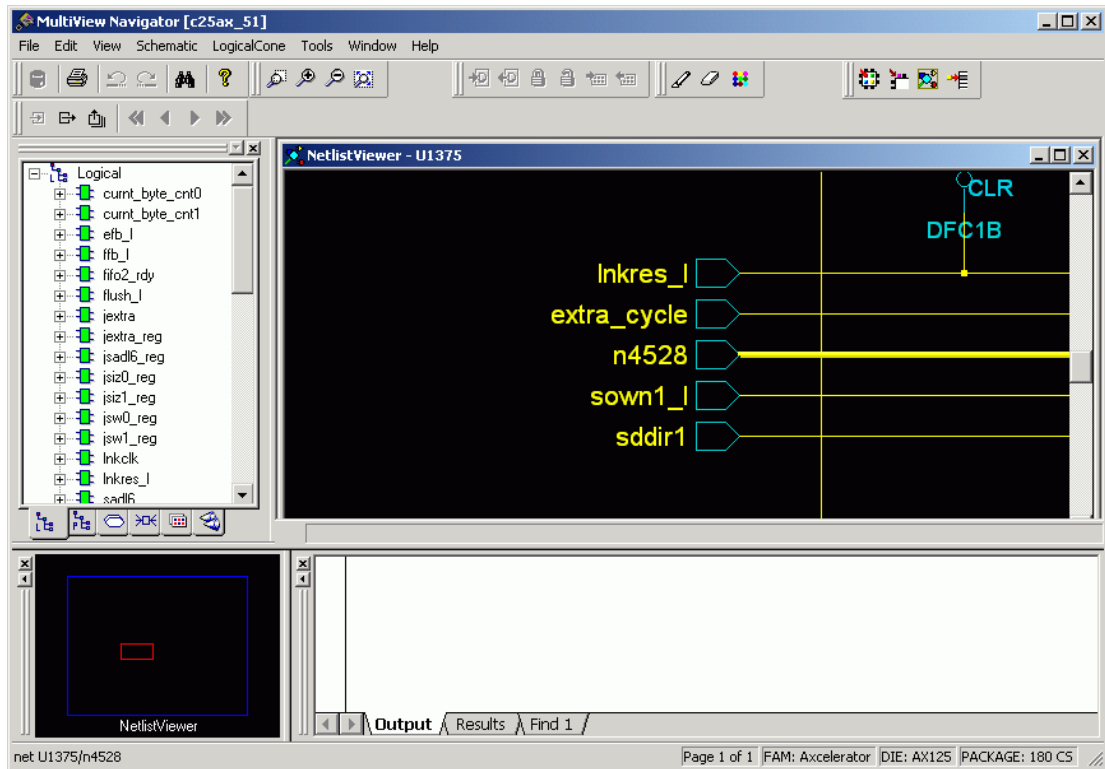 MultiView Navigator [c25ax_51]
File Edit View Schematic LogicalCone Tools Window Help
NetlistViewer - U1375
Logical
curnt_byte_cnt0
curnt_byte_cnt1
efb_l
ffb_l
fifo2_rdy
flush_l
jextra
jextra_reg
jsadl6_reg
jsiz0_reg
jsiz1_reg
jsw0_reg
jsw1_reg
lnkclk
lnkres_l
sadl6
CLR
DFC1B
lnkres_l
extra_cycle
n4528
sown1_l
sddir1
NetlistViewer
Output Results Find 1
net U1375/n4528
Page 1 of 1 FAM: Axcelerator DIE: AX125 PACKAGE: 180 CS